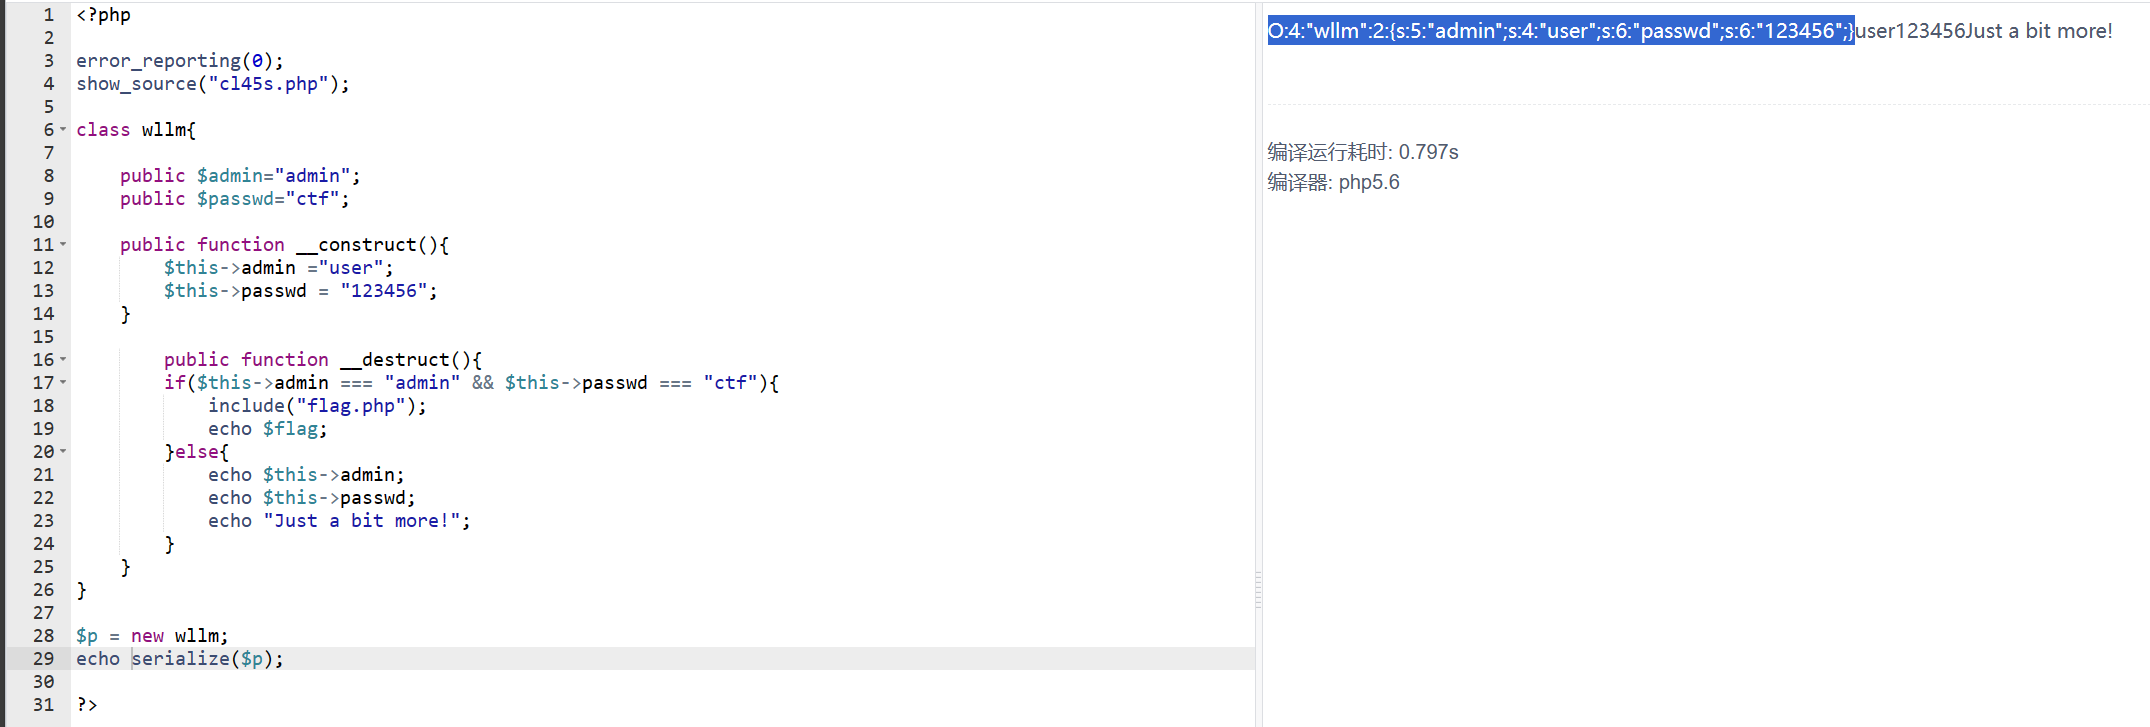 1 <?php
2
3 error_reporting(0);
4 show_source("cl45s.php");
5
6 class wllm{
7
8     public $admin="admin";
9     public $passwd="ctf";
10
11     public function __construct(){
12         $this->admin ="user";
13         $this->passwd = "123456";
14     }
15
16         public function __destruct(){
17         if($this->admin === "admin" && $this->passwd === "ctf"){
18             include("flag.php");
19             echo $flag;
20         }else{
21             echo $this->admin;
22             echo $this->passwd;
23             echo "Just a bit more!";
24         }
25     }
26 }
27
28 $p = new wllm;
29 echo serialize($p);
30
31 ?>
O:4:"wllm":2:{s:5:"admin";s:4:"user";s:6:"passwd";s:6:"123456";}user123456Just a bit more!
编译运行耗时: 0.797s
编译器: php5.6